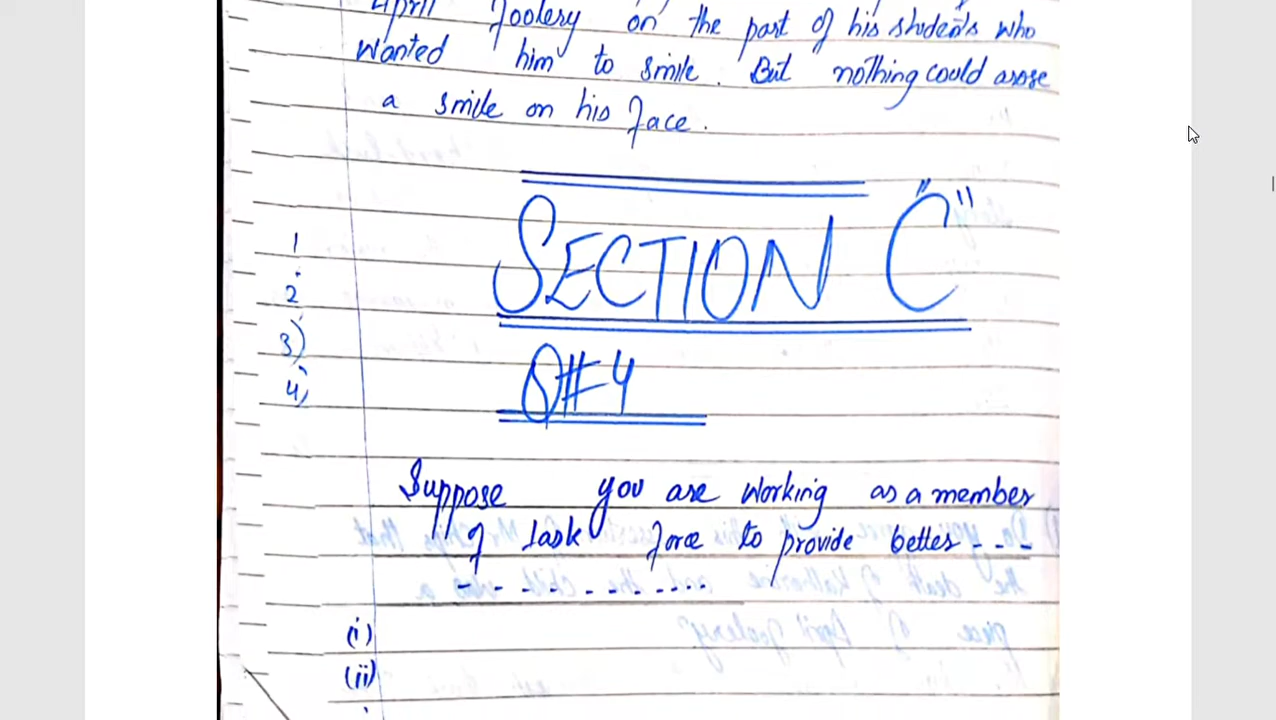 April foolery on the part of his students who
wanted him to smile. But nothing could arose
a smile on his face.
SECTION "C"
1
2
3)
4)
Q#4
Suppose you are working as a member
of task force to provide better - - -
- - - - - - - - -
(i)
(ii)